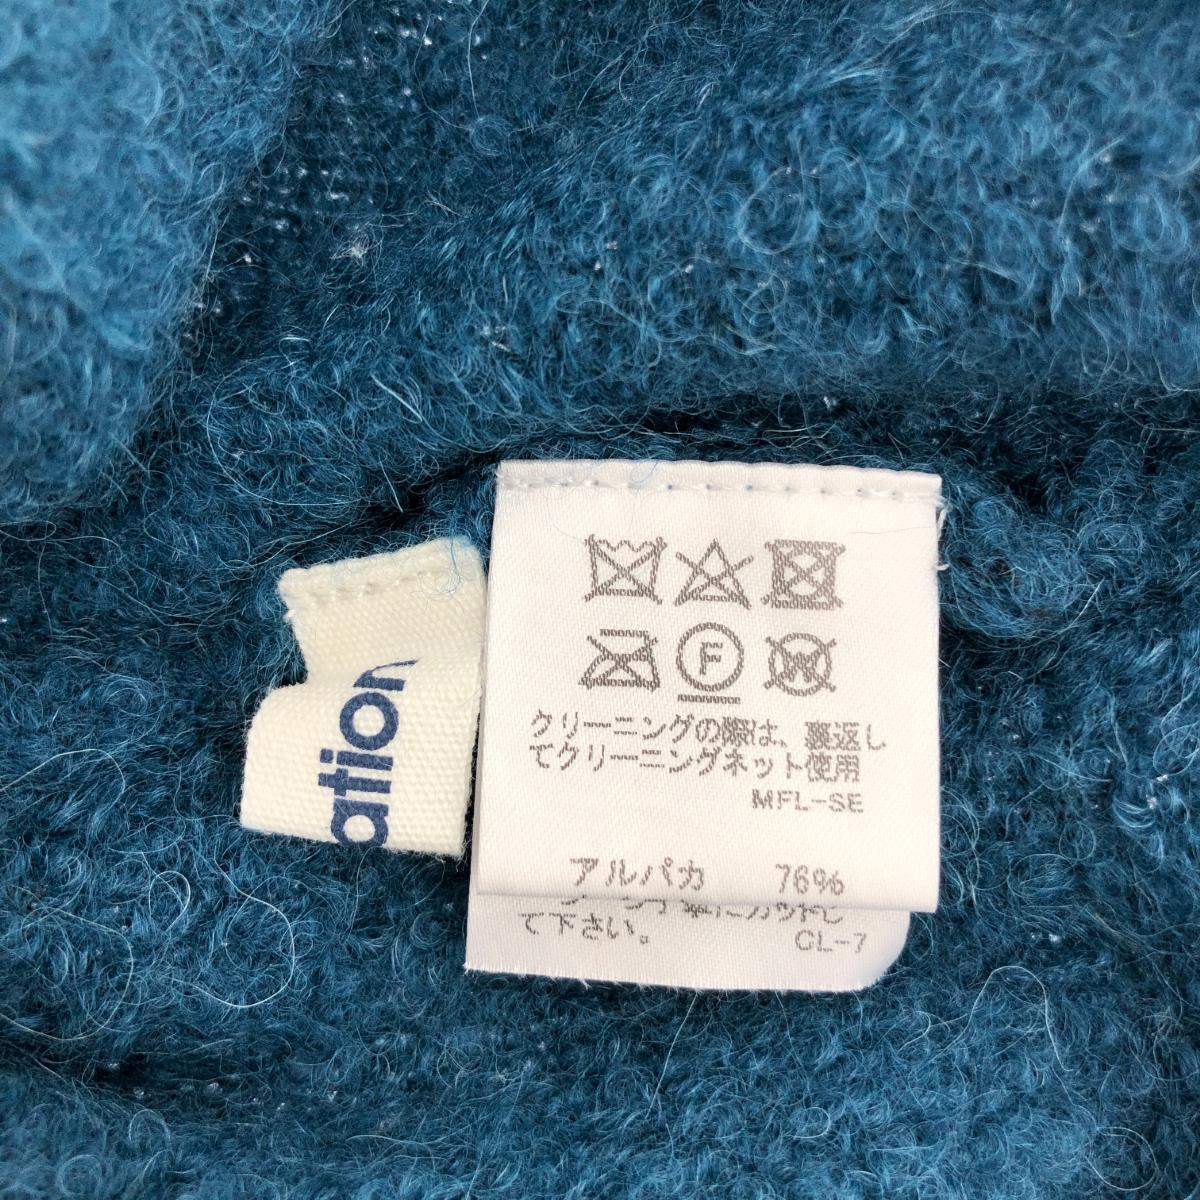 ation
F
W
クリーニングの際は、裏返し
てクリーニングネット使用
MFL-SE
アルパカ 76%
て下さい。
CL-7